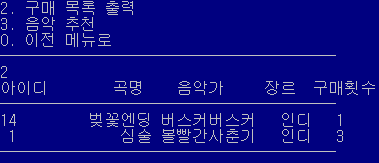 2. 구매 목록 출력
3. 음악 추천
0. 이전 메뉴로
2
아이디 곡명 음악가 장르 구매횟수
14 벚꽃엔딩 버스커버스커 인디 1
1 심술 볼빨간사춘기 인디 3